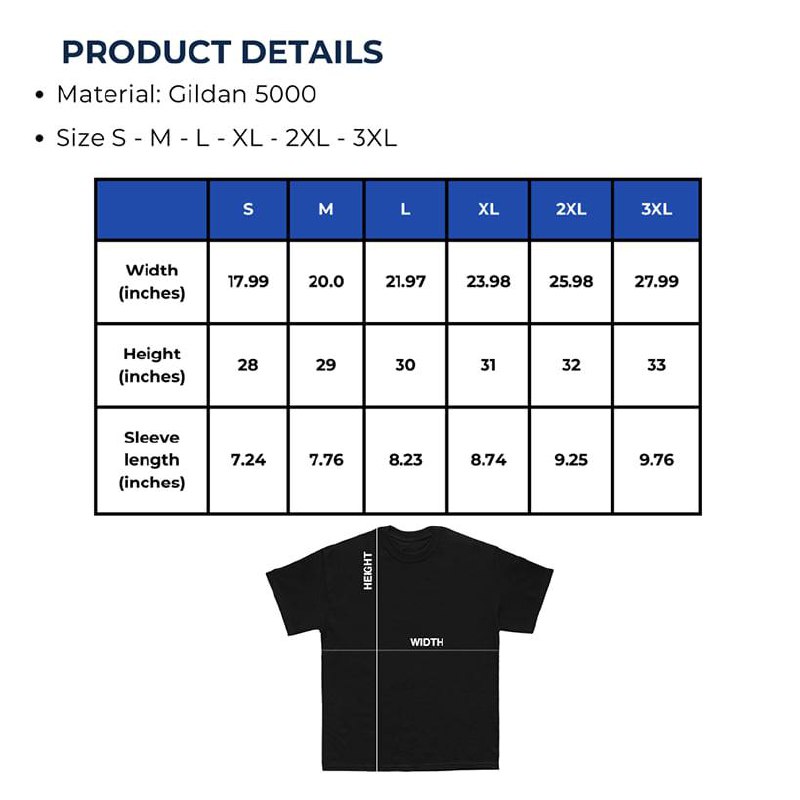 PRODUCT DETAILS
• Material: Gildan 5000
• Size S - M - L - XL - 2XL - 3XL
S M L XL 2XL 3XL
Width
(inches)
17.99 20.0 21.97 23.98 25.98 27.99
Height
(inches)
28 29 30 31 32 33
Sleeve
length
(inches)
7.24 7.76 8.23 8.74 9.25 9.76
HEIGHT
WIDTH